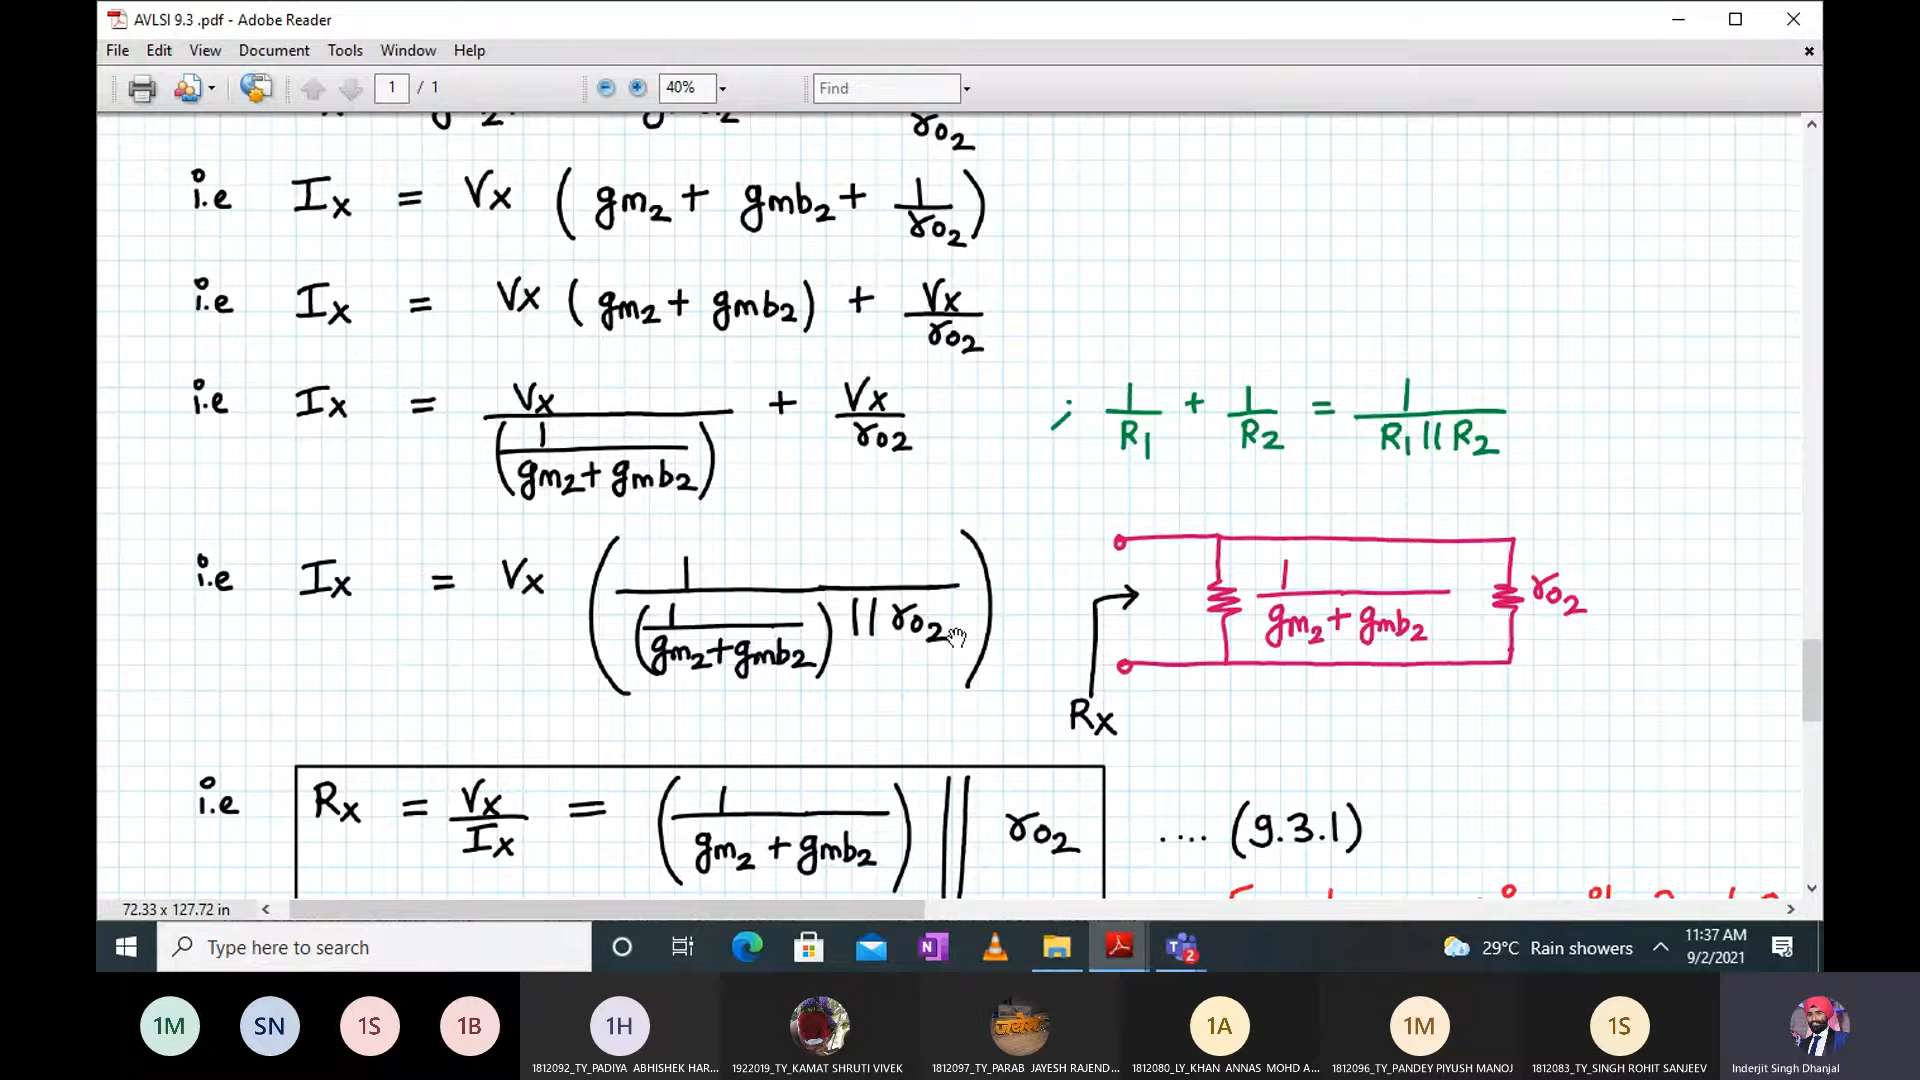 AVLSI 9.3 .pdf - Adobe Reader
File Edit View Document Tools Window Help
1 / 1 40% Find
ro2
i.e Ix = Vx ( gm2 + gmb2 + 1/ro2 )
i.e Ix = Vx ( gm2 + gmb2 ) + Vx/ro2
i.e Ix = Vx/(1/(gm2 + gmb2)) + Vx/ro2 ; 1/R1 + 1/R2 = 1/(R1 || R2)
i.e Ix = Vx ( 1/((1/(gm2 + gmb2)) || ro2) )
1/(gm2 + gmb2) ro2
Rx
i.e Rx = Vx/Ix = ( 1/(gm2 + gmb2) ) || ro2 .... (9.3.1)
72.33 x 127.72 in
Type here to search
2
29°C Rain showers
11:37 AM
9/2/2021
1M SN 1S 1B 1H 1A 1M 1S
1812092_TY_PADIYA ABHISHEK HAR... 1922019_TY_KAMAT SHRUTI VIVEK 1812097_TY_PARAB JAYESH RAJEND... 1812080_LY_KHAN ANNAS MOHD A... 1812096_TY_PANDEY PIYUSH MANOJ 1812083_TY_SINGH ROHIT SANJEEV Inderjit Singh Dhanjal